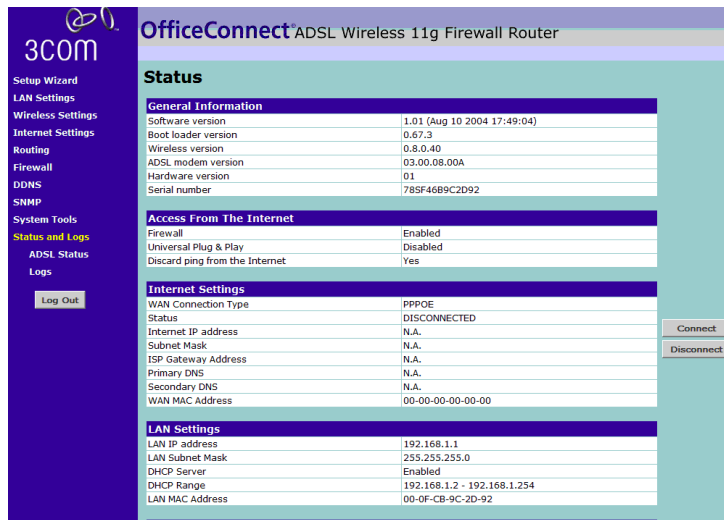 3COM
OfficeConnect® ADSL Wireless 11g Firewall Router
Setup Wizard
LAN Settings
Wireless Settings
Internet Settings
Routing
Firewall
DDNS
SNMP
System Tools
Status and Logs
ADSL Status
Logs
Log Out
Status
General Information
Software version 1.01 (Aug 10 2004 17:49:04)
Boot loader version 0.67.3
Wireless version 0.8.0.40
ADSL modem version 03.00.08.00A
Hardware version 01
Serial number 78SF46B9C2D92
Access From The Internet
Firewall Enabled
Universal Plug & Play Disabled
Discard ping from the Internet Yes
Internet Settings
WAN Connection Type PPPOE
Status DISCONNECTED
Internet IP address N.A.
Subnet Mask N.A.
ISP Gateway Address N.A.
Primary DNS N.A.
Secondary DNS N.A.
WAN MAC Address 00-00-00-00-00-00
Connect
Disconnect
LAN Settings
LAN IP address 192.168.1.1
LAN Subnet Mask 255.255.255.0
DHCP Server Enabled
DHCP Range 192.168.1.2 - 192.168.1.254
LAN MAC Address 00-0F-CB-9C-2D-92